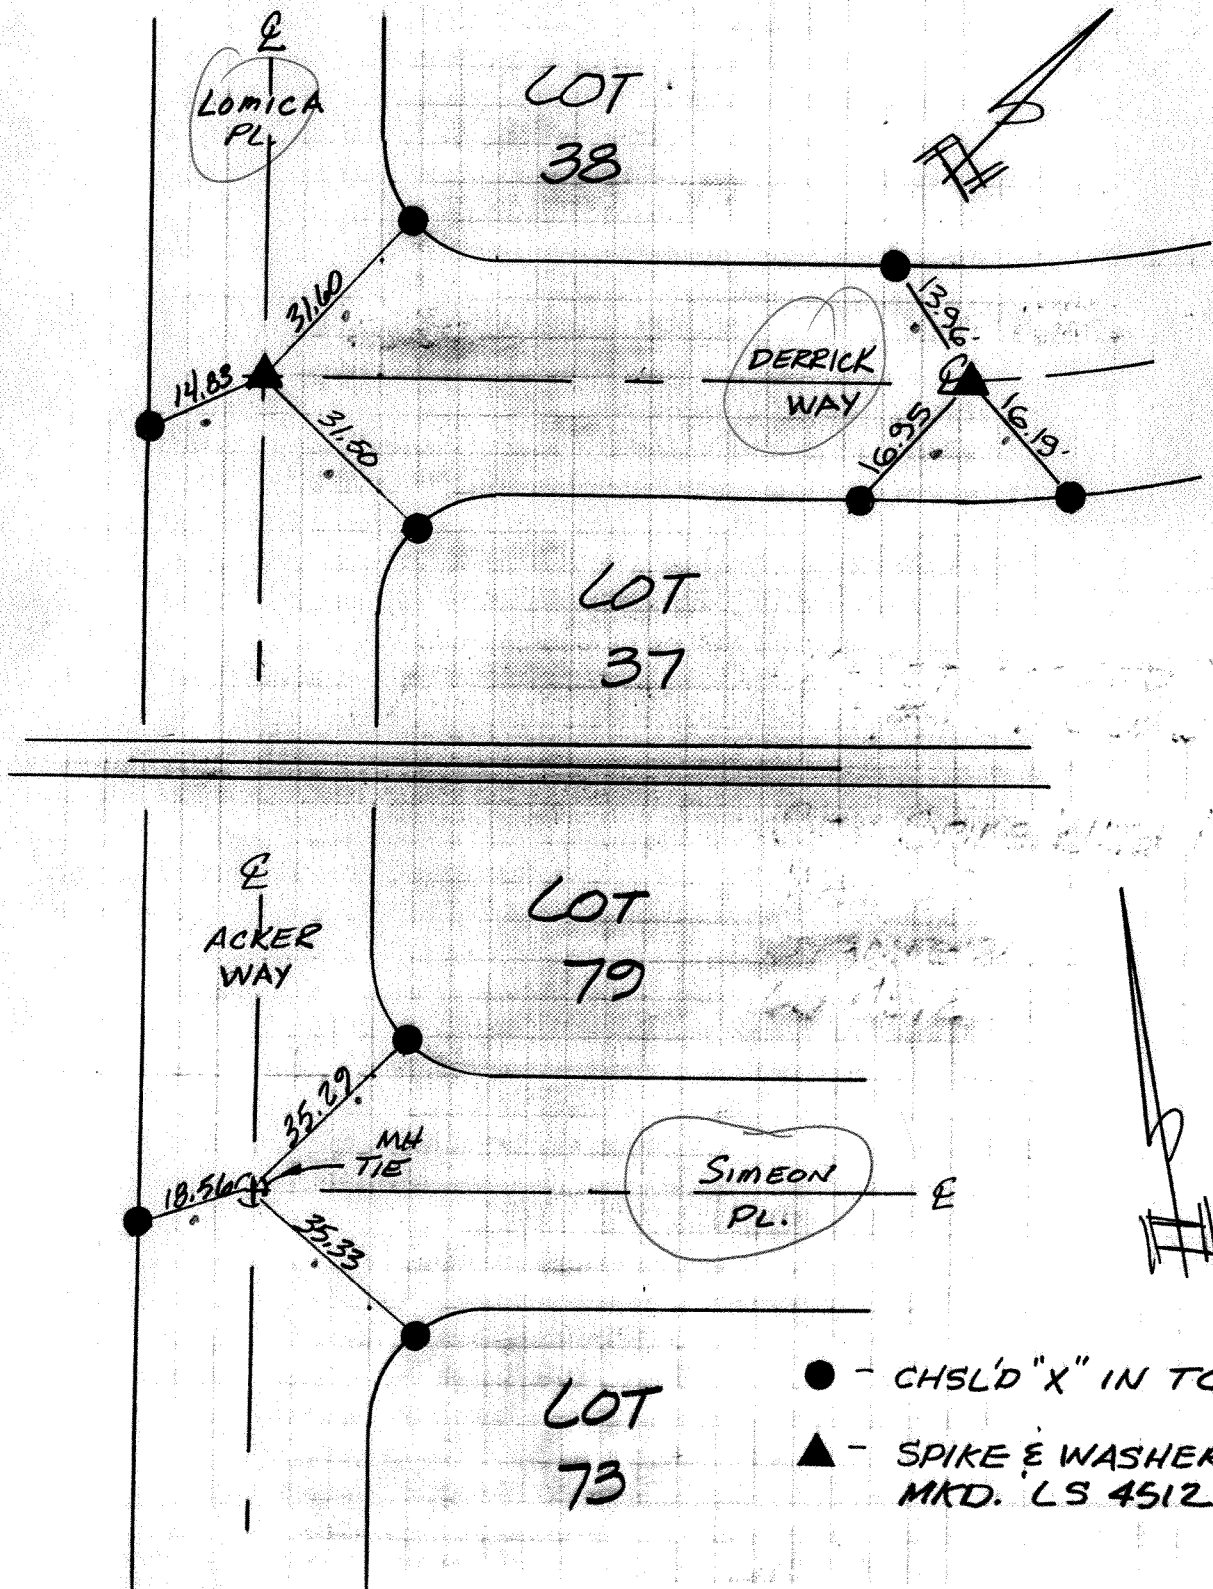 ℄
LOMICA
PL.
LOT
38
31.60
14.83
31.50
13.96
DERRICK
WAY
℄
16.95
16.19
LOT
37
℄
ACKER
WAY
LOT
79
35.29
MH
TIE
18.56
35.33
SIMEON
PL.
℄
LOT
73
- CHSL'D "X" IN TC
- SPIKE & WASHER
MKD. LS 4512